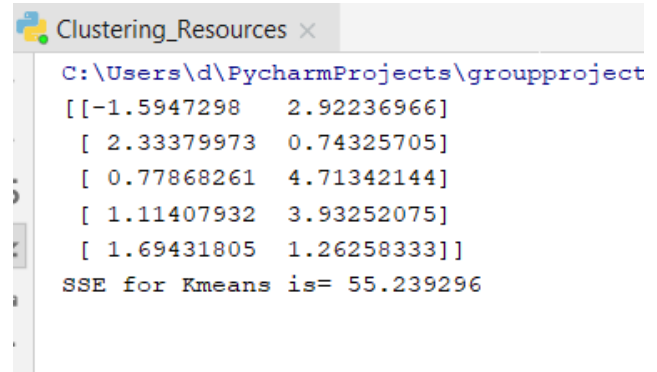 Clustering_Resources ×
C:\Users\d\PycharmProjects\groupproject
[[-1.5947298   2.92236966]
 [ 2.33379973  0.74325705]
 [ 0.77868261  4.71342144]
 [ 1.11407932  3.93252075]
 [ 1.69431805  1.26258333]]
SSE for Kmeans is= 55.239296